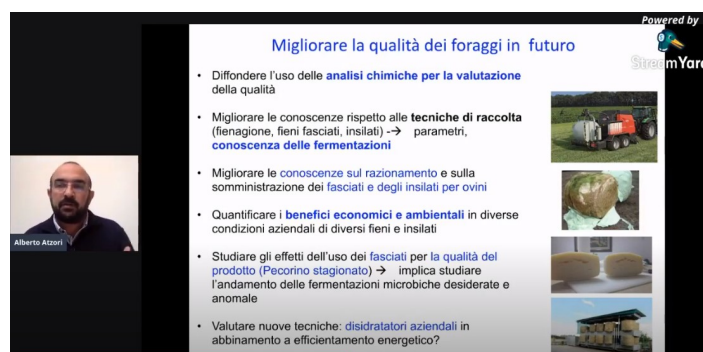 Powered by
StreamYard
Migliorare la qualità dei foraggi in futuro
• Diffondere l'uso delle analisi chimiche per la valutazione
della qualità
• Migliorare le conoscenze rispetto alle tecniche di raccolta
(fienagione, fieni fasciati, insilati) -→ parametri,
conoscenza delle fermentazioni
• Migliorare le conoscenze sul razionamento e sulla
somministrazione dei fasciati e degli insilati per ovini
• Quantificare i benefici economici e ambientali in diverse
condizioni aziendali di diversi fieni e insilati
• Studiare gli effetti dell'uso dei fasciati per la qualità del
prodotto (Pecorino stagionato) → implica studiare
l'andamento delle fermentazioni microbiche desiderate e
anomale
• Valutare nuove tecniche: disidratatori aziendali in
abbinamento a efficientamento energetico?
Alberto Atzori